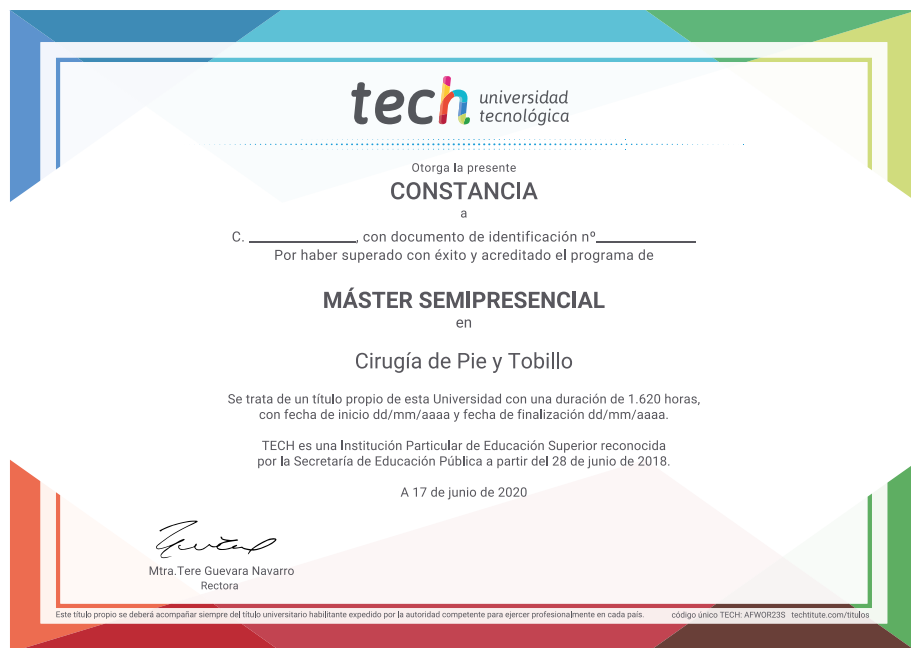 tech universidad
tecnológica
Otorga la presente
CONSTANCIA
a
C. ____________, con documento de identificación nº____________
Por haber superado con éxito y acreditado el programa de
MÁSTER SEMIPRESENCIAL
en
Cirugía de Pie y Tobillo
Se trata de un título propio de esta Universidad con una duración de 1.620 horas,
con fecha de inicio dd/mm/aaaa y fecha de finalización dd/mm/aaaa.
TECH es una Institución Particular de Educación Superior reconocida
por la Secretaría de Educación Pública a partir del 28 de junio de 2018.
A 17 de junio de 2020
Mtra.Tere Guevara Navarro
Rectora
Este título propio se deberá acompañar siempre del título universitario habilitante expedido por la autoridad competente para ejercer profesionalmente en cada país. código único TECH: AFWOR23S techtitute.com/titulos